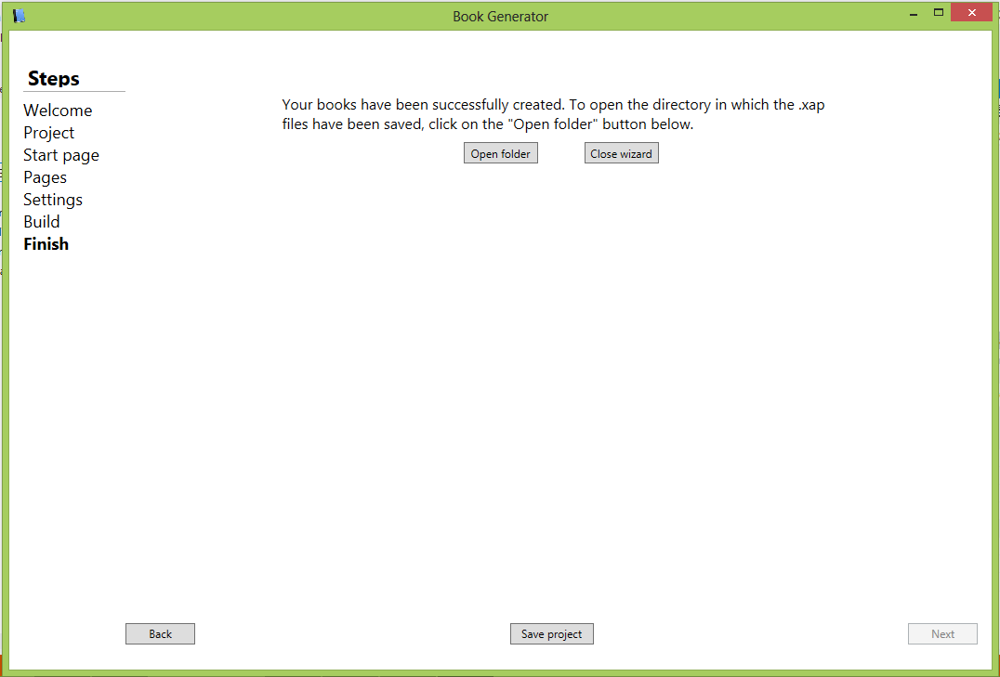 Book Generator
Steps
Welcome
Project
Start page
Pages
Settings
Build
Finish
Your books have been successfully created. To open the directory in which the .xap
files have been saved, click on the "Open folder" button below.
Open folder
Close wizard
Back
Save project
Next